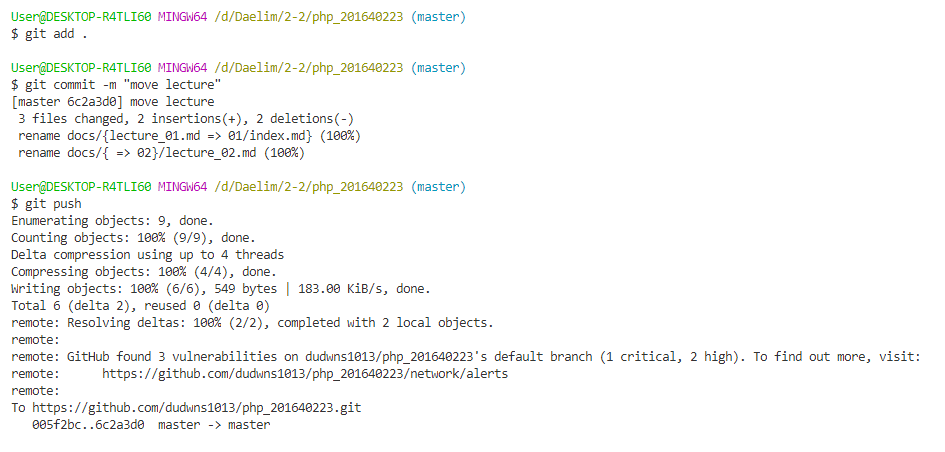 User@DESKTOP-R4TLI60 MINGW64 /d/Daelim/2-2/php_201640223 (master)
$ git add .
User@DESKTOP-R4TLI60 MINGW64 /d/Daelim/2-2/php_201640223 (master)
$ git commit -m "move lecture"
[master 6c2a3d0] move lecture
 3 files changed, 2 insertions(+), 2 deletions(-)
 rename docs/{lecture_01.md => 01/index.md} (100%)
 rename docs/{ => 02}/lecture_02.md (100%)
User@DESKTOP-R4TLI60 MINGW64 /d/Daelim/2-2/php_201640223 (master)
$ git push
Enumerating objects: 9, done.
Counting objects: 100% (9/9), done.
Delta compression using up to 4 threads
Compressing objects: 100% (4/4), done.
Writing objects: 100% (6/6), 549 bytes | 183.00 KiB/s, done.
Total 6 (delta 2), reused 0 (delta 0)
remote: Resolving deltas: 100% (2/2), completed with 2 local objects.
remote:
remote: GitHub found 3 vulnerabilities on dudwns1013/php_201640223's default branch (1 critical, 2 high). To find out more, visit:
remote:      https://github.com/dudwns1013/php_201640223/network/alerts
remote:
To https://github.com/dudwns1013/php_201640223.git
   005f2bc..6c2a3d0  master -> master